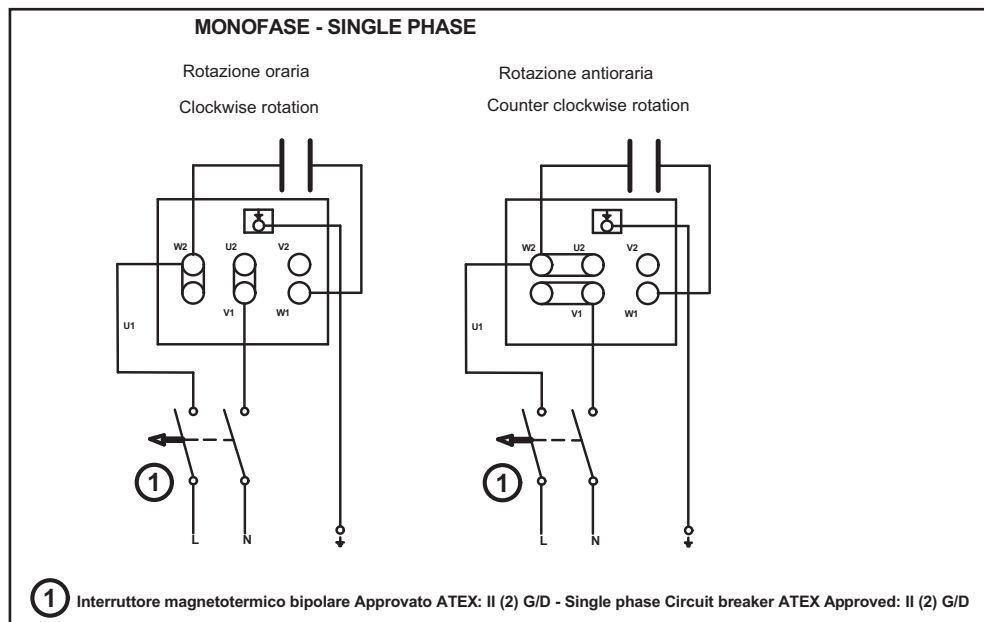 MONOFASE - SINGLE PHASE
Rotazione oraria
Clockwise rotation
Rotazione antioraria
Counter clockwise rotation
W2 U2 V2
U1 V1 W1
1
L N
W2 U2 V2
U1 V1 W1
1
L N
1 Interruttore magnetotermico bipolare Approvato ATEX: II (2) G/D - Single phase Circuit breaker ATEX Approved: II (2) G/D